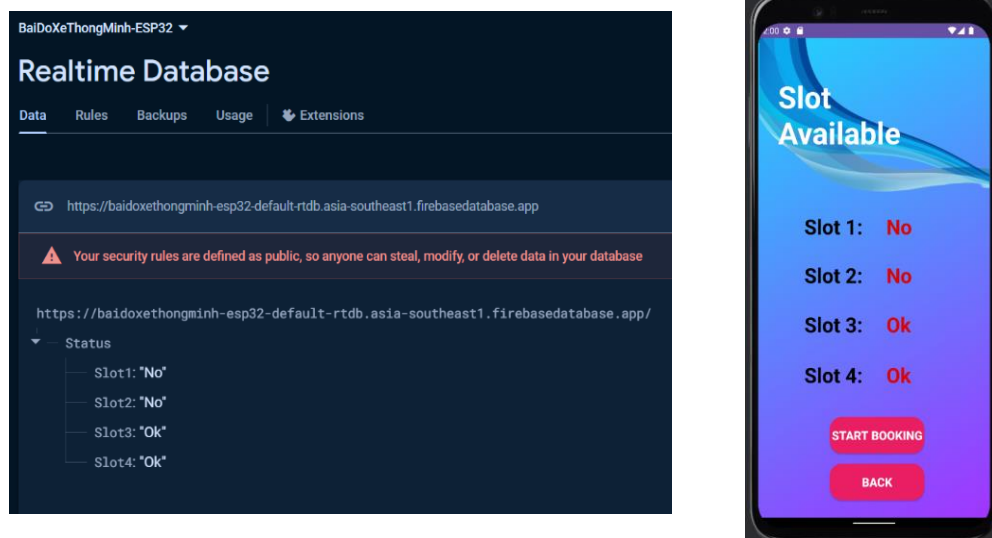 BaiDoXeThongMinh-ESP32
Realtime Database
Data Rules Backups Usage Extensions
https://baidoxethongminh-esp32-default-rtdb.asia-southeast1.firebasedatabase.app
Your security rules are defined as public, so anyone can steal, modify, or delete data in your database
https://baidoxethongminh-esp32-default-rtdb.asia-southeast1.firebasedatabase.app/
Status
Slot1: "No"
Slot2: "No"
Slot3: "Ok"
Slot4: "Ok"
2:00
Slot
Available
Slot 1: No
Slot 2: No
Slot 3: Ok
Slot 4: Ok
START BOOKING
BACK